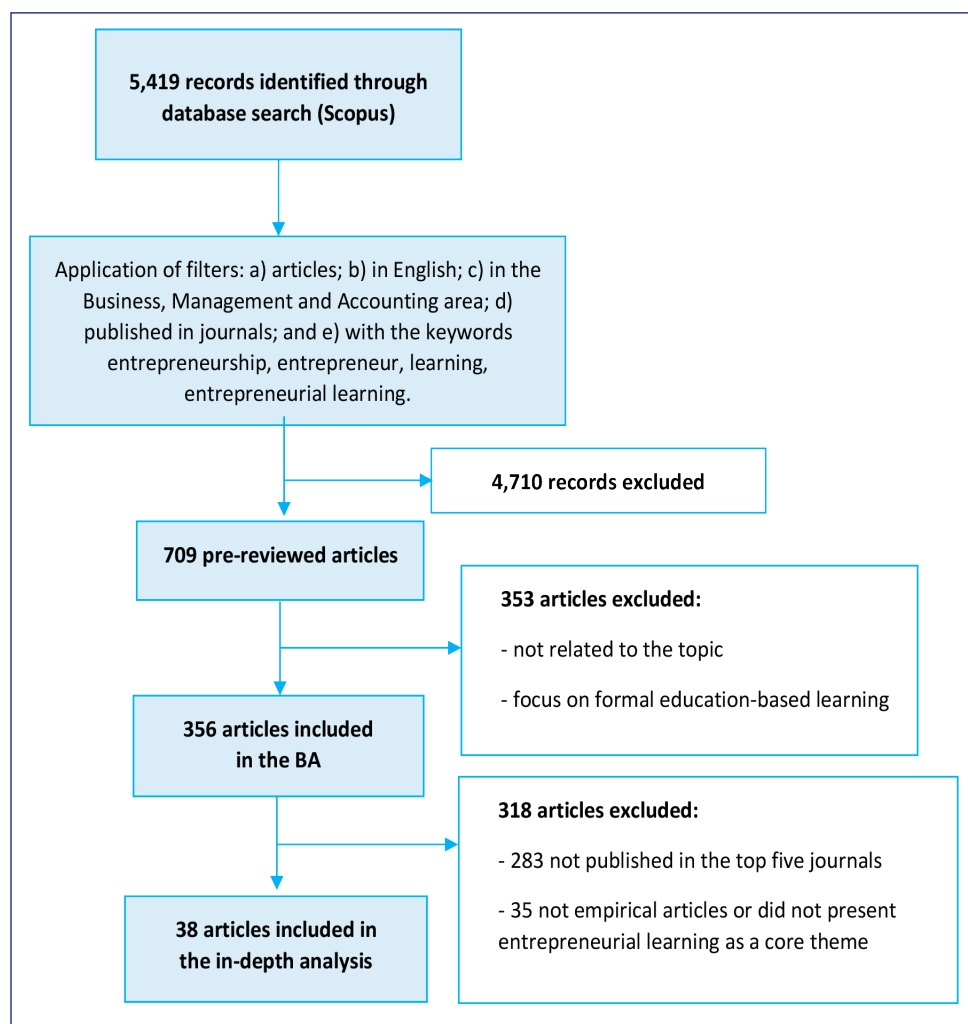 5,419 records identified through
database search (Scopus)
Application of filters: a) articles; b) in English; c) in the
Business, Management and Accounting area; d)
published in journals; and e) with the keywords
entrepreneurship, entrepreneur, learning,
entrepreneurial learning.
4,710 records excluded
709 pre-reviewed articles
353 articles excluded:
- not related to the topic
- focus on formal education-based learning
356 articles included
in the BA
318 articles excluded:
- 283 not published in the top five journals
- 35 not empirical articles or did not present
entrepreneurial learning as a core theme
38 articles included in
the in-depth analysis